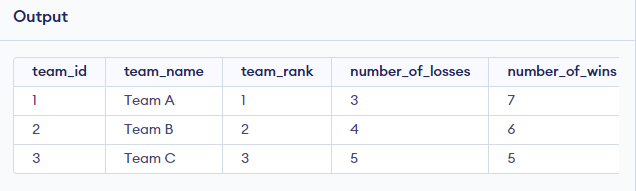 Output
team_id team_name team_rank number_of_losses number_of_wins
1 Team A 1 3 7
2 Team B 2 4 6
3 Team C 3 5 5